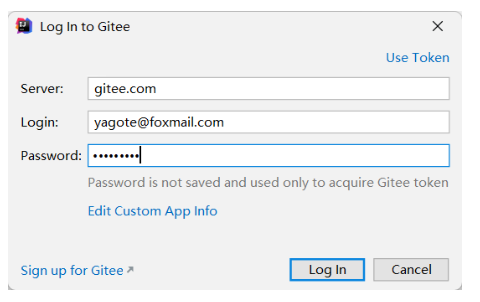 Log In to Gitee
Use Token
Server: gitee.com
Login: yagote@foxmail.com
Password: •••••••••
Password is not saved and used only to acquire Gitee token
Edit Custom App Info
Sign up for Gitee↗ Log In Cancel